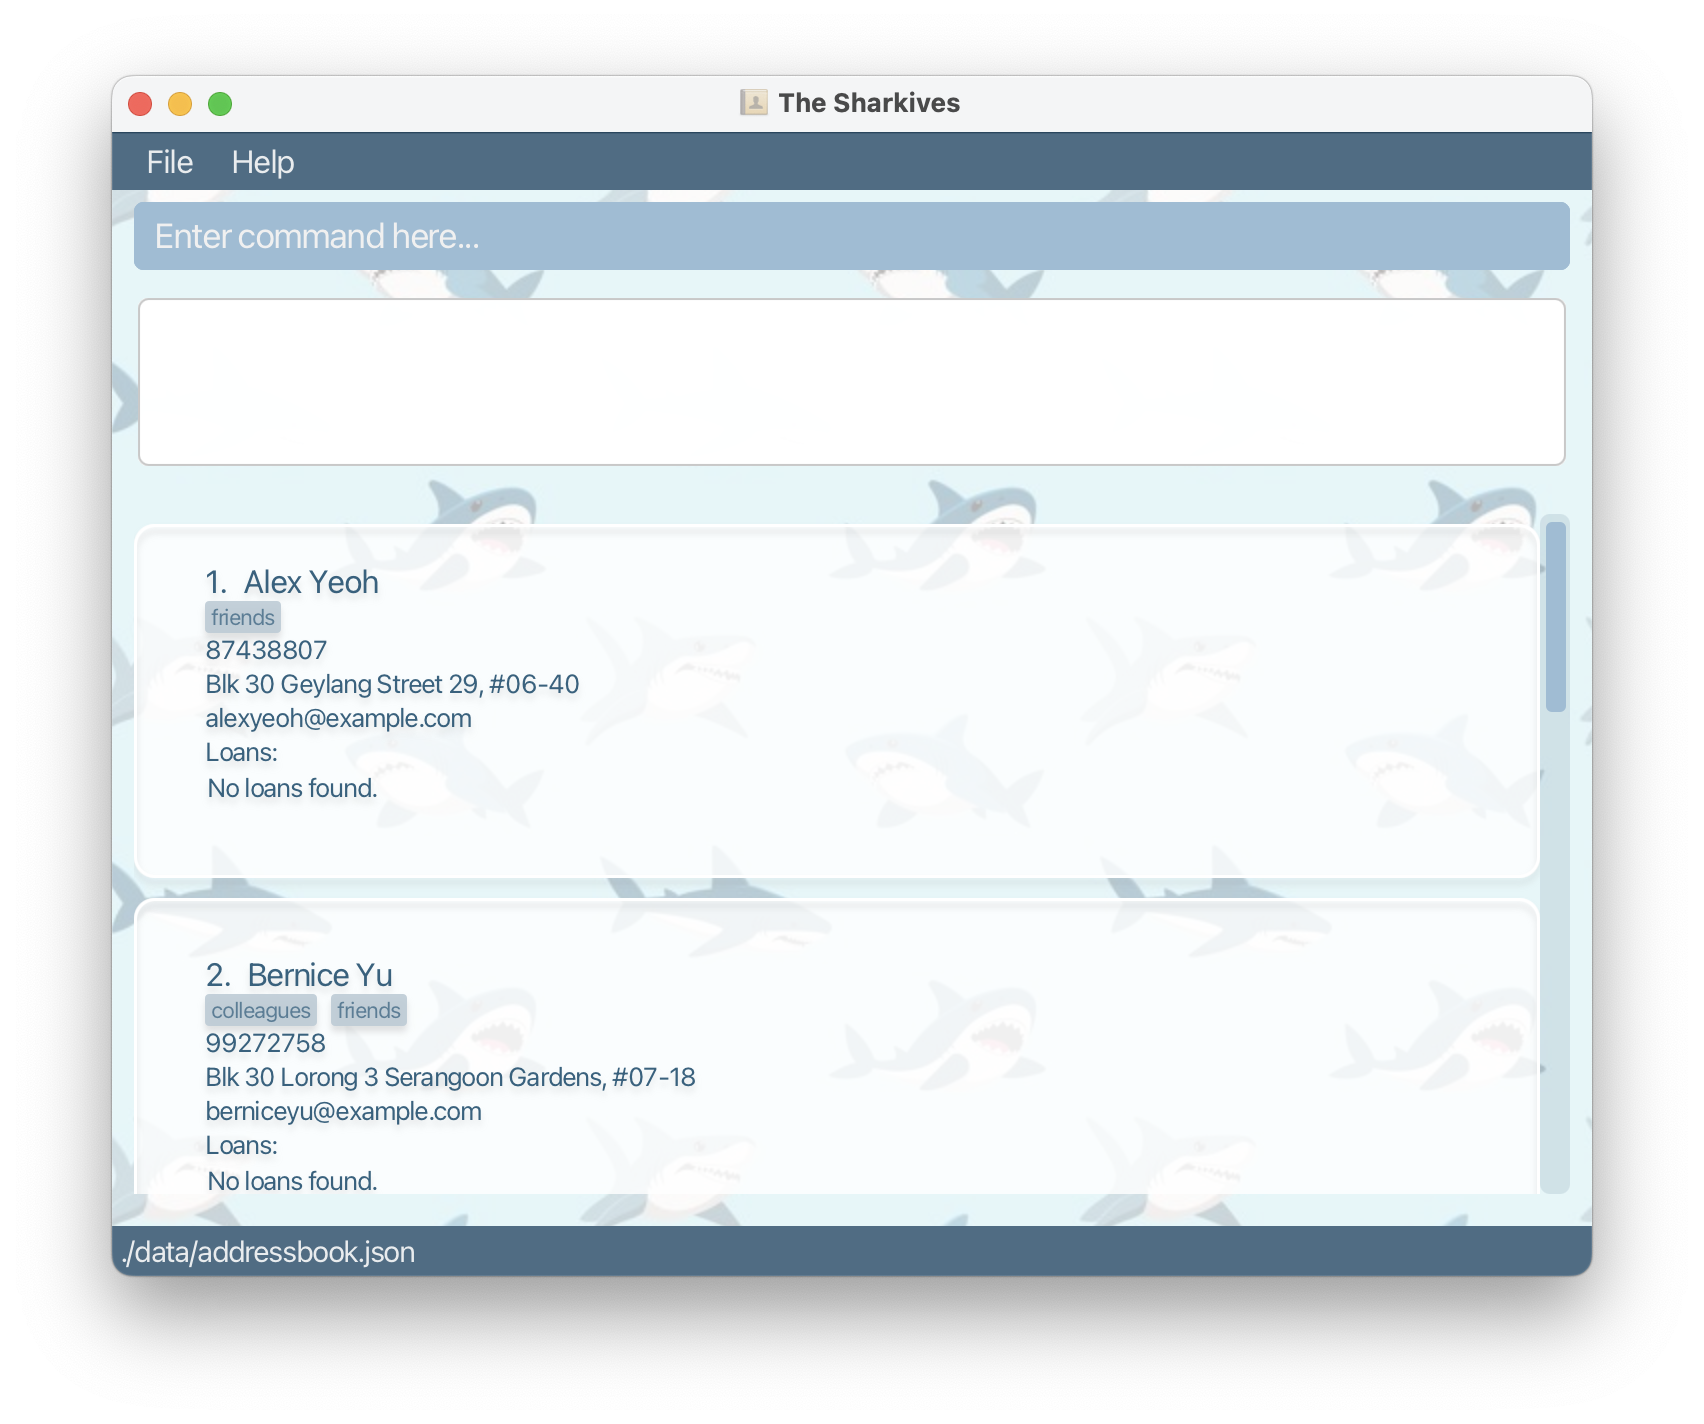 The Sharkives
File Help
Enter command here...
1. Alex Yeoh
friends
87438807
Blk 30 Geylang Street 29, #06-40
alexyeoh@example.com
Loans:
No loans found.
2. Bernice Yu
colleagues friends
99272758
Blk 30 Lorong 3 Serangoon Gardens, #07-18
berniceyu@example.com
Loans:
No loans found.
./data/addressbook.json